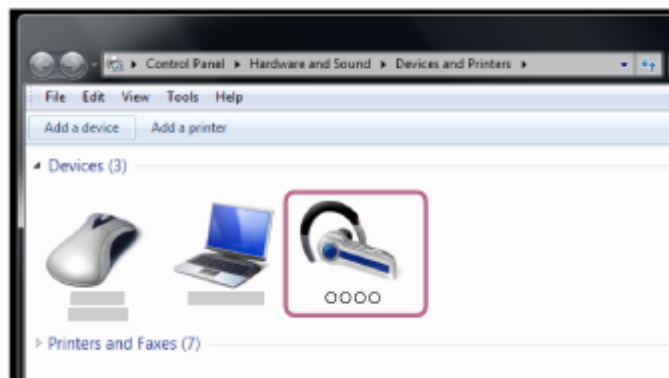 Control Panel ▸ Hardware and Sound ▸ Devices and Printers ▸
File Edit View Tools Help
Add a device Add a printer
Devices (3)
OOOO
Printers and Faxes (7)